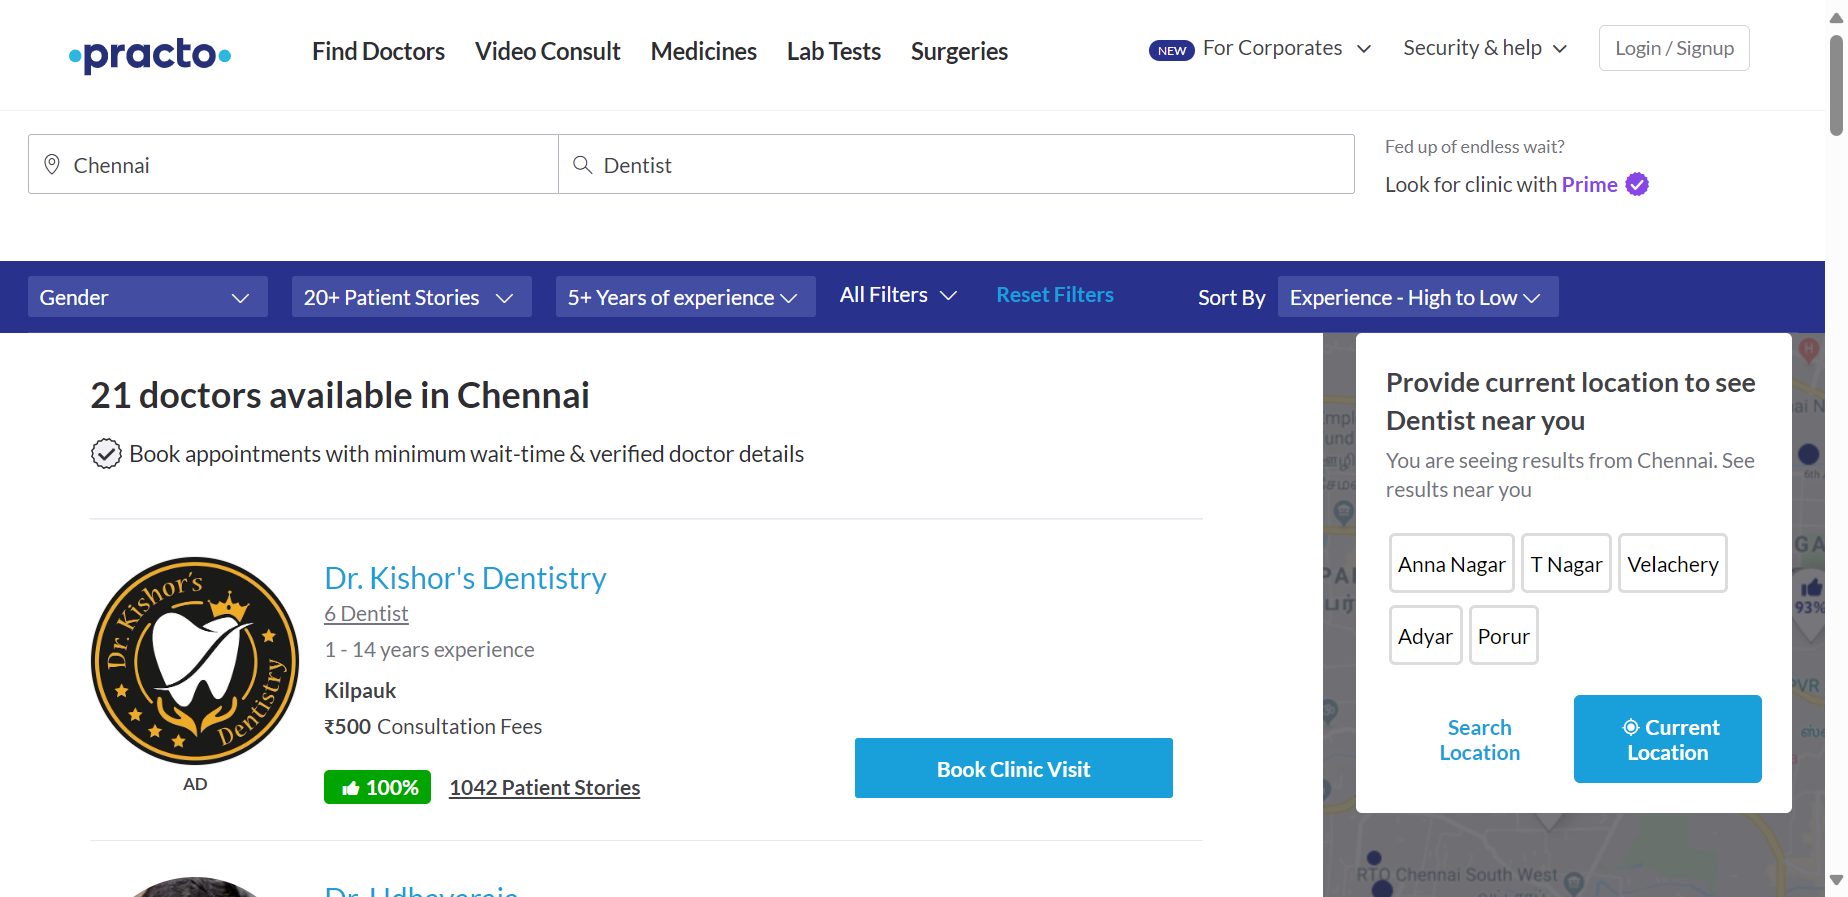 practo
Find Doctors
Video Consult
Medicines
Lab Tests
Surgeries
NEW For Corporates
Security & help
Login / Signup
Chennai
Dentist
Fed up of endless wait?
Look for clinic with Prime
Gender
20+ Patient Stories
5+ Years of experience
All Filters
Reset Filters
Sort By
Experience - High to Low
21 doctors available in Chennai
Book appointments with minimum wait-time & verified doctor details
Dr. Kishor's
Dentistry
AD
Dr. Kishor's Dentistry
6 Dentist
1 - 14 years experience
Kilpauk
₹500 Consultation Fees
100%
1042 Patient Stories
Book Clinic Visit
Provide current location to see
Dentist near you
You are seeing results from Chennai. See
results near you
Anna Nagar
T Nagar
Velachery
Adyar
Porur
Search
Location
Current
Location
93%
PVR
RTO Chennai South West